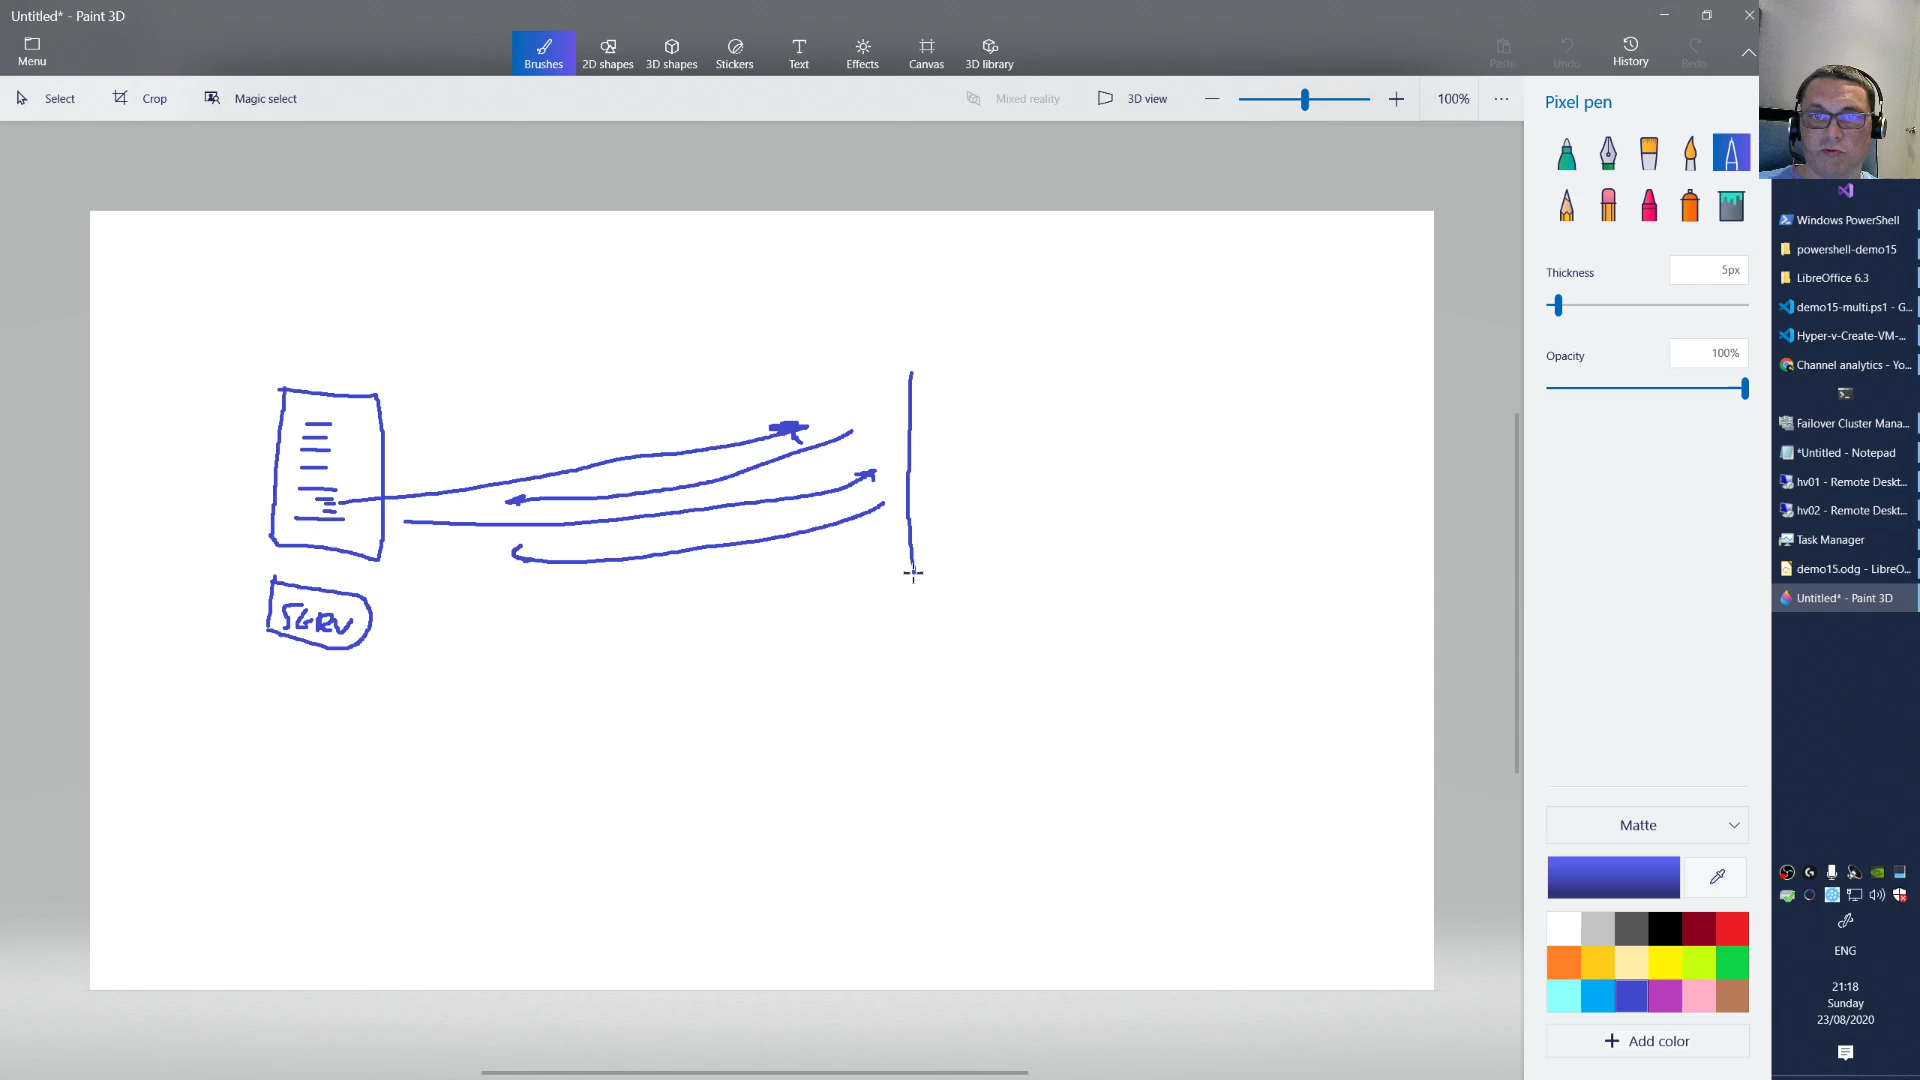 Untitled* - Paint 3D
Menu
Brushes
2D shapes
3D shapes
Stickers
Text
Effects
Canvas
3D library
Paste
Undo
History
Redo
Select
Crop
Magic select
Mixed reality
3D view
100%
Pixel pen
Thickness
5px
Opacity
100%
Matte
Add color
SERV
Windows PowerShell
powershell-demo15
LibreOffice 6.3
demo15-multi.ps1 - G...
Hyper-v-Create-VM-...
Channel analytics - Yo...
Failover Cluster Mana...
*Untitled - Notepad
hv01 - Remote Deskt...
hv02 - Remote Deskt...
Task Manager
demo15.odg - LibreO...
Untitled* - Paint 3D
ENG
21:18
Sunday
23/08/2020